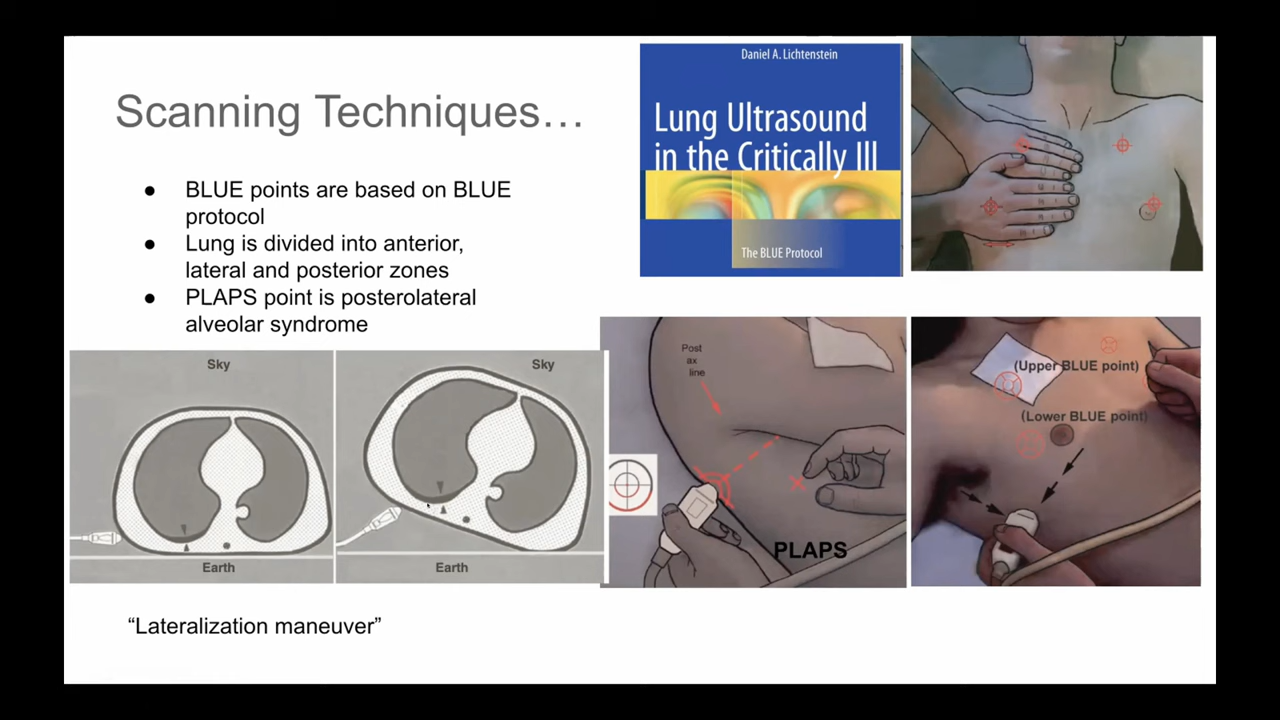 Scanning Techniques…
● BLUE points are based on BLUE
protocol
● Lung is divided into anterior,
lateral and posterior zones
● PLAPS point is posterolateral
alveolar syndrome
Daniel A. Lichtenstein
Lung Ultrasound
in the Critically Ill
The BLUE Protocol
Sky
Earth
Sky
Earth
Post
ax
line
PLAPS
(Upper BLUE point)
(Lower BLUE point)
“Lateralization maneuver”